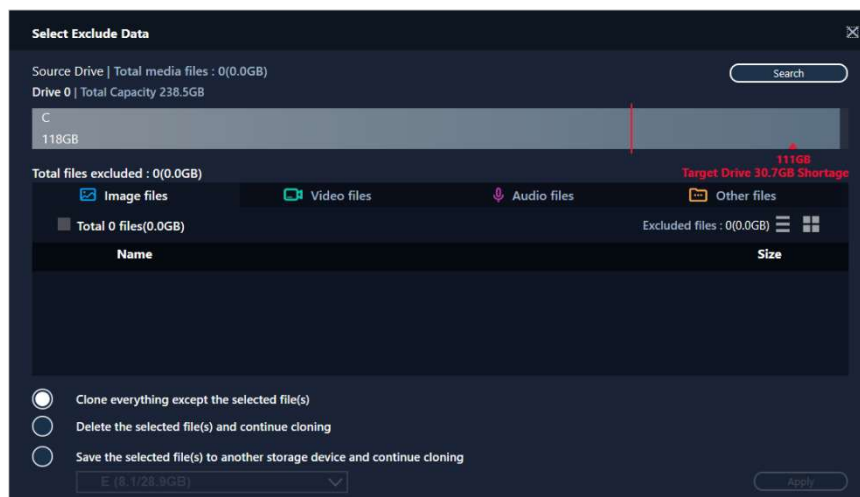 Select Exclude Data
Source Drive | Total media files : 0(0.0GB)
Search
Drive 0 | Total Capacity 238.5GB
C
118GB
111GB
Total files excluded : 0(0.0GB)
Target Drive 30.7GB Shortage
Image files Video files Audio files Other files
Total 0 files(0.0GB) Excluded files : 0(0.0GB)
Name Size
Clone everything except the selected file(s)
Delete the selected file(s) and continue cloning
Save the selected file(s) to another storage device and continue cloning
E (8.1/28.9GB)
Apply